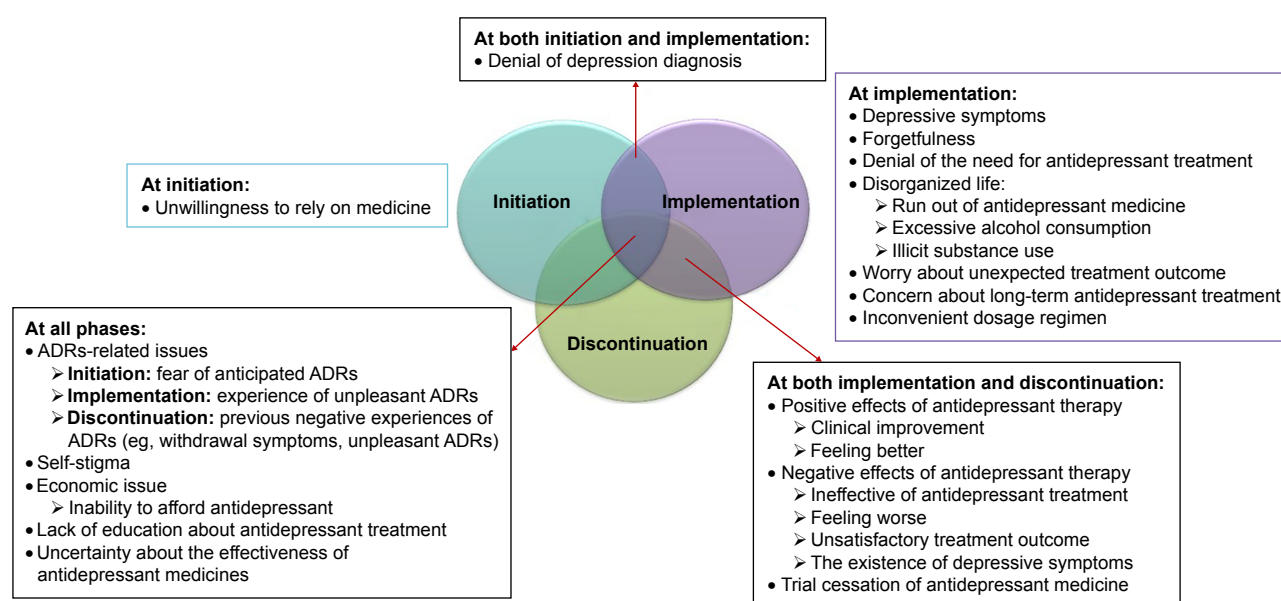 At both initiation and implementation:
• Denial of depression diagnosis
At implementation:
• Depressive symptoms
• Forgetfulness
• Denial of the need for antidepressant treatment
• Disorganized life:
➢ Run out of antidepressant medicine
➢ Excessive alcohol consumption
➢ Illicit substance use
• Worry about unexpected treatment outcome
• Concern about long-term antidepressant treatment
• Inconvenient dosage regimen
At initiation:
• Unwillingness to rely on medicine
Initiation
Implementation
Discontinuation
At all phases:
• ADRs-related issues
➢ Initiation: fear of anticipated ADRs
➢ Implementation: experience of unpleasant ADRs
➢ Discontinuation: previous negative experiences of
ADRs (eg, withdrawal symptoms, unpleasant ADRs)
• Self-stigma
• Economic issue
➢ Inability to afford antidepressant
• Lack of education about antidepressant treatment
• Uncertainty about the effectiveness of
antidepressant medicines
At both implementation and discontinuation:
• Positive effects of antidepressant therapy
➢ Clinical improvement
➢ Feeling better
• Negative effects of antidepressant therapy
➢ Ineffective of antidepressant treatment
➢ Feeling worse
➢ Unsatisfactory treatment outcome
➢ The existence of depressive symptoms
• Trial cessation of antidepressant medicine